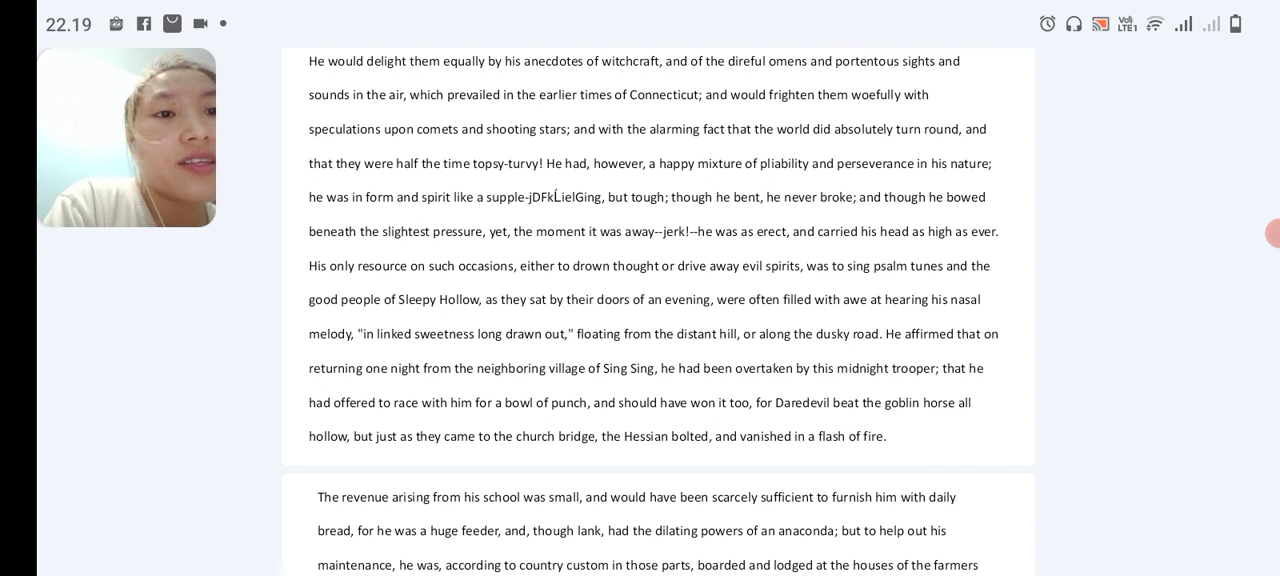 22.19
VoII
LTE1
He would delight them equally by his anecdotes of witchcraft, and of the direful omens and portentous sights and
sounds in the air, which prevailed in the earlier times of Connecticut; and would frighten them woefully with
speculations upon comets and shooting stars; and with the alarming fact that the world did absolutely turn round, and
that they were half the time topsy-turvy! He had, however, a happy mixture of pliability and perseverance in his nature;
he was in form and spirit like a supple-jDFkĹielGing, but tough; though he bent, he never broke; and though he bowed
beneath the slightest pressure, yet, the moment it was away--jerk!--he was as erect, and carried his head as high as ever.
His only resource on such occasions, either to drown thought or drive away evil spirits, was to sing psalm tunes and the
good people of Sleepy Hollow, as they sat by their doors of an evening, were often filled with awe at hearing his nasal
melody, "in linked sweetness long drawn out," floating from the distant hill, or along the dusky road. He affirmed that on
returning one night from the neighboring village of Sing Sing, he had been overtaken by this midnight trooper; that he
had offered to race with him for a bowl of punch, and should have won it too, for Daredevil beat the goblin horse all
hollow, but just as they came to the church bridge, the Hessian bolted, and vanished in a flash of fire.
The revenue arising from his school was small, and would have been scarcely sufficient to furnish him with daily
bread, for he was a huge feeder, and, though lank, had the dilating powers of an anaconda; but to help out his
maintenance, he was, according to country custom in those parts, boarded and lodged at the houses of the farmers